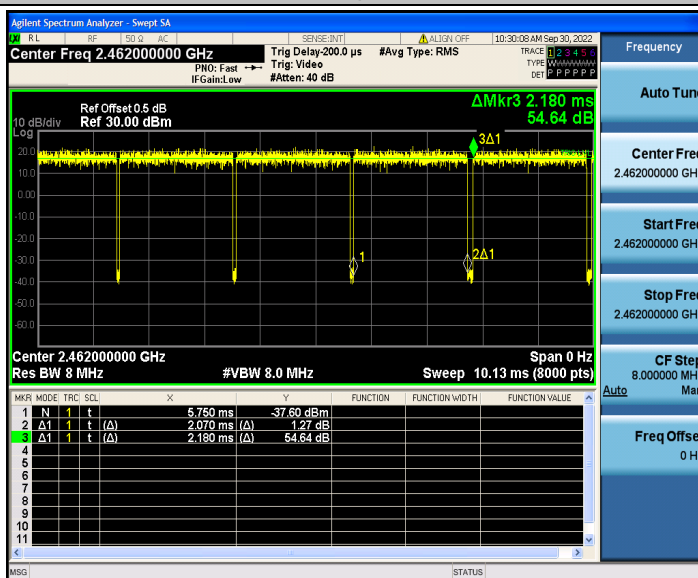 Agilent Spectrum Analyzer - Swept SA
RL RF 50 Ω AC SENSE:INT ALIGN OFF 10:30:08 AM Sep 30, 2022
Center Freq 2.462000000 GHz
PNO: Fast
IFGain:Low
Trig Delay-200.0 µs
Trig: Video
#Atten: 40 dB
#Avg Type: RMS
TRACE 1 2 3 4 5 6
TYPE
DET P P P P P P
Frequency
Auto Tun
Center Fre
2.462000000 GH
Start Fre
2.462000000 GH
Stop Fre
2.462000000 GH
CF Ste
8.000000 MH
Auto Ma
Freq Offse
0 H
ΔMkr3 2.180 ms
54.64 dB
Ref Offset 0.5 dB
10 dB/div Ref 30.00 dBm
Log
20.0
10.0
0.00
-10.0
-20.0
-30.0
-40.0
-50.0
-60.0
3Δ1
1
2Δ1
Center 2.462000000 GHz Span 0 Hz
Res BW 8 MHz #VBW 8.0 MHz Sweep 10.13 ms (8000 pts)
MKR MODE TRC SCL X Y FUNCTION FUNCTION WIDTH FUNCTION VALUE
1 N 1 t 5.750 ms -37.60 dBm
2 Δ1 1 t (Δ) 2.070 ms (Δ) 1.27 dB
3 Δ1 1 t (Δ) 2.180 ms (Δ) 54.64 dB
4
5
6
7
8
9
10
11
MSG STATUS